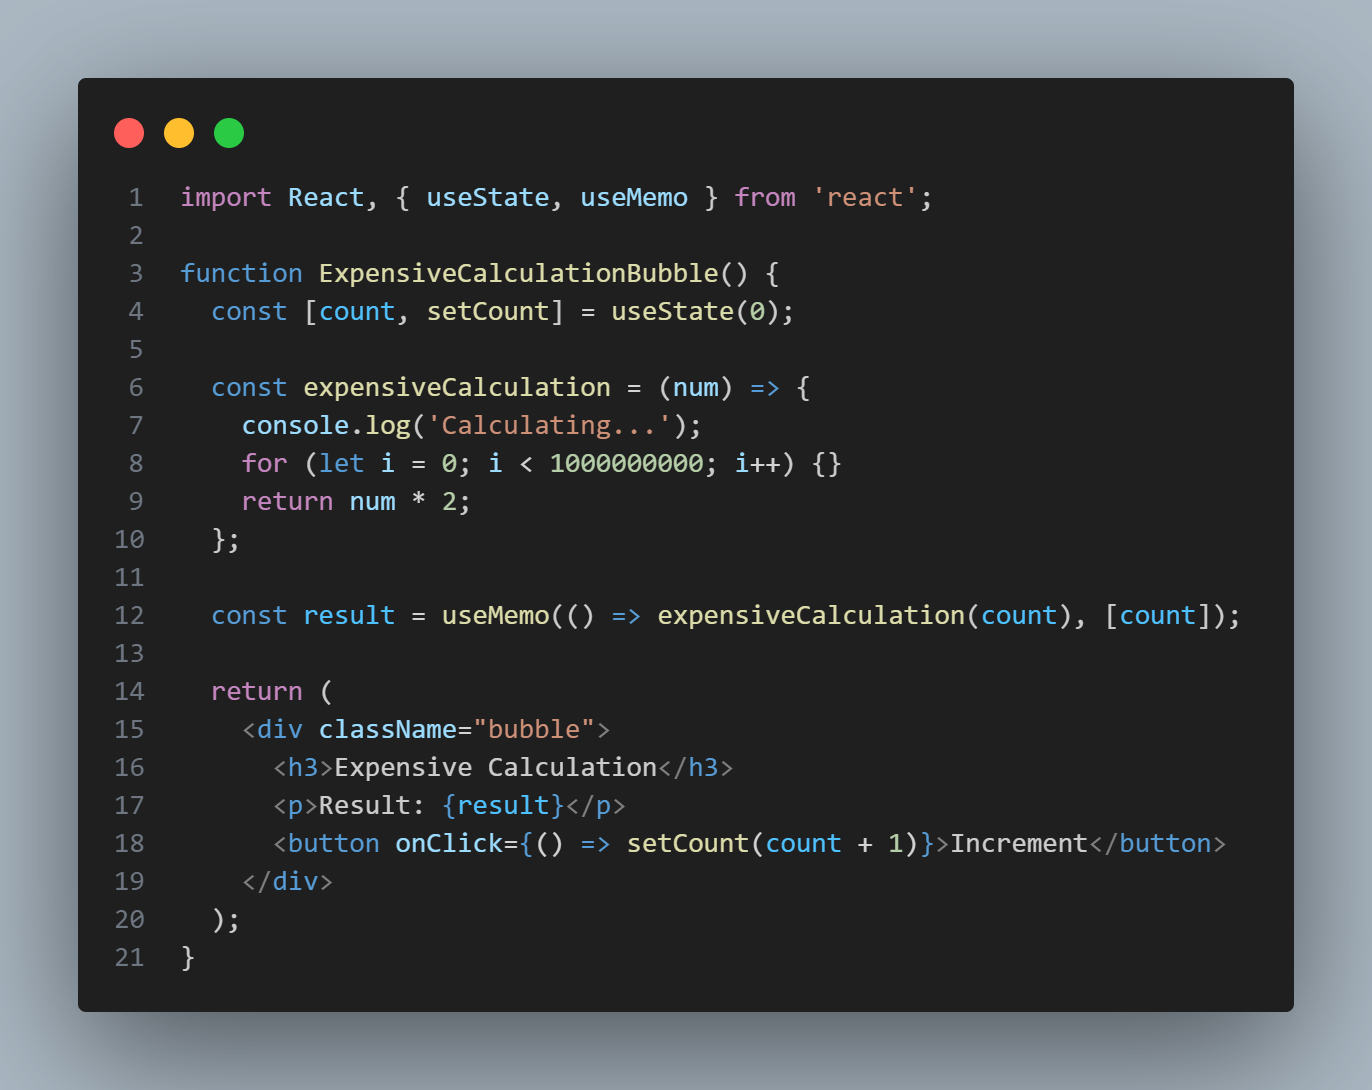 1 import React, { useState, useMemo } from 'react';
2
3 function ExpensiveCalculationBubble() {
4   const [count, setCount] = useState(0);
5
6   const expensiveCalculation = (num) => {
7     console.log('Calculating...');
8     for (let i = 0; i < 1000000000; i++) {}
9     return num * 2;
10   };
11
12   const result = useMemo(() => expensiveCalculation(count), [count]);
13
14   return (
15     <div className="bubble">
16       <h3>Expensive Calculation</h3>
17       <p>Result: {result}</p>
18       <button onClick={() => setCount(count + 1)}>Increment</button>
19     </div>
20   );
21 }